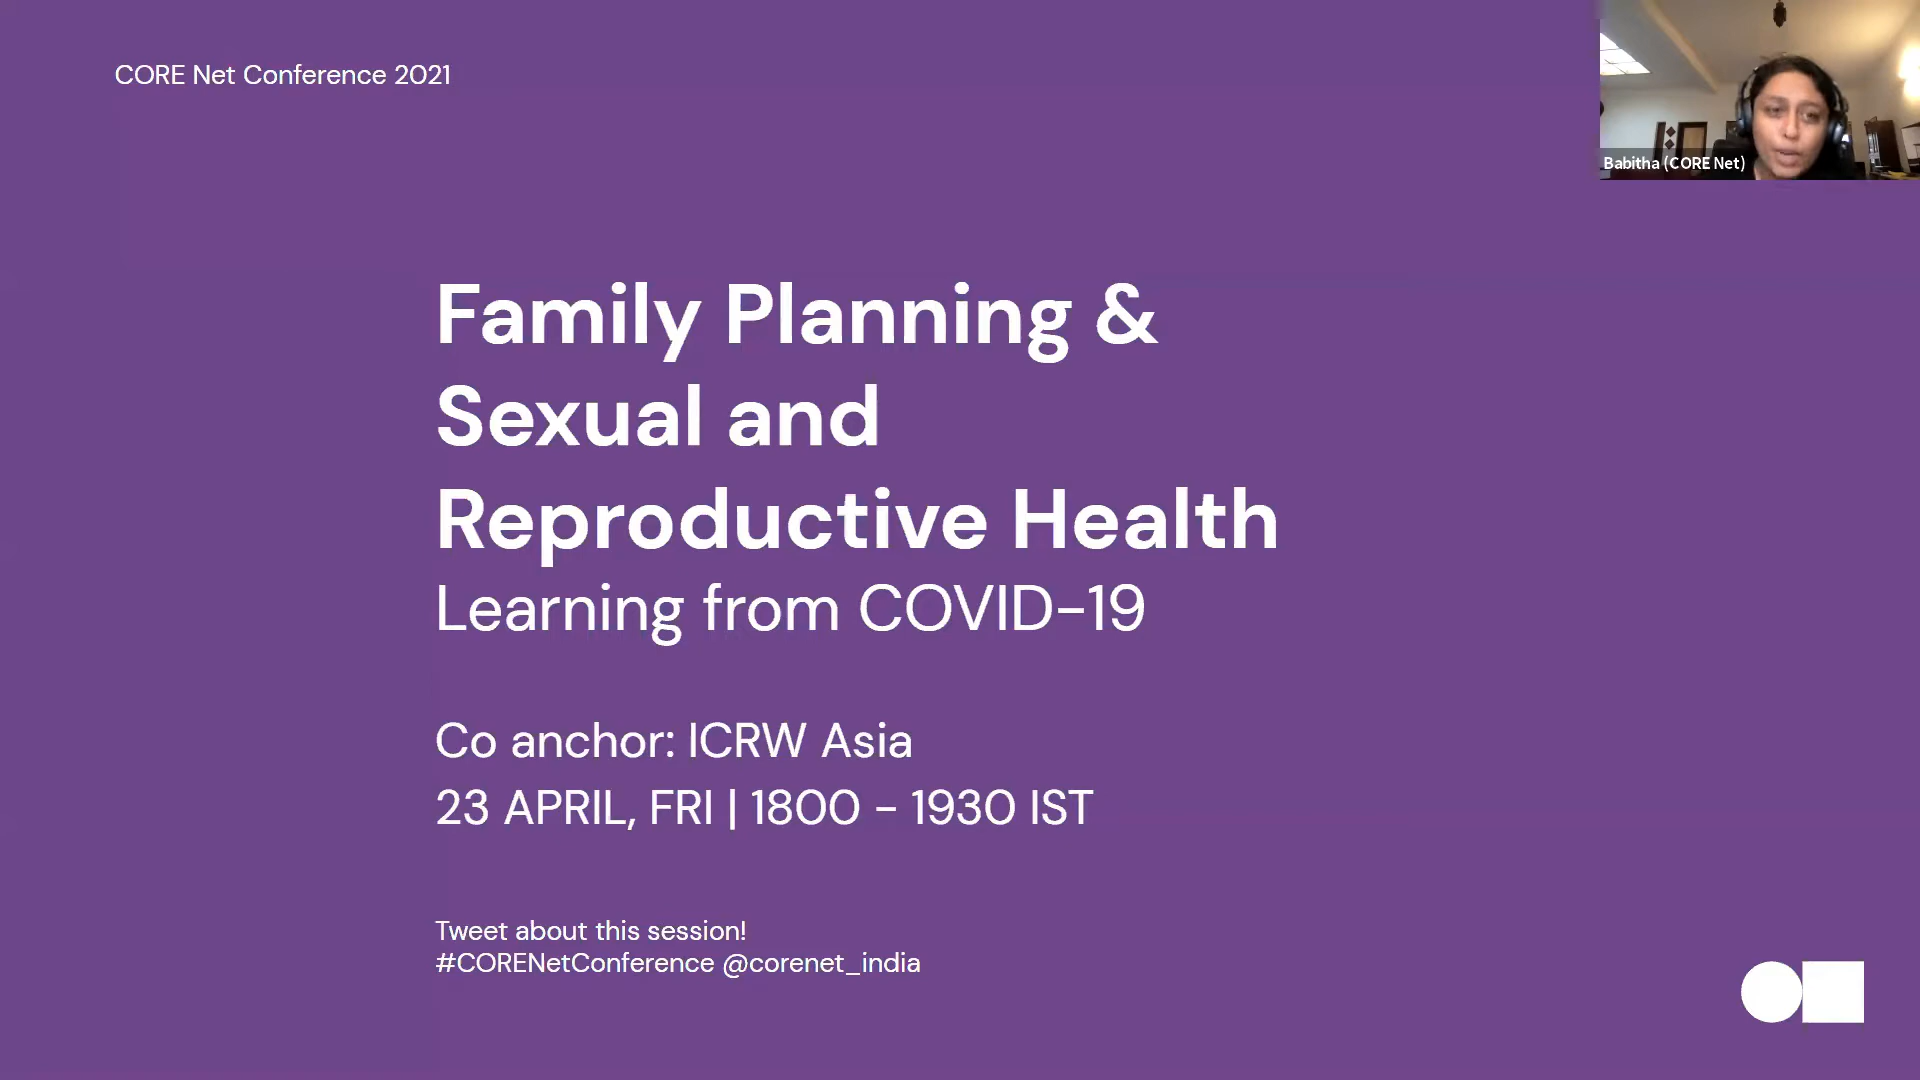 CORE Net Conference 2021
Babitha (CORE Net)
Family Planning &
Sexual and
Reproductive Health
Learning from COVID-19
Co anchor: ICRW Asia
23 APRIL, FRI | 1800 - 1930 IST
Tweet about this session!
#CORENetConference @corenet_india